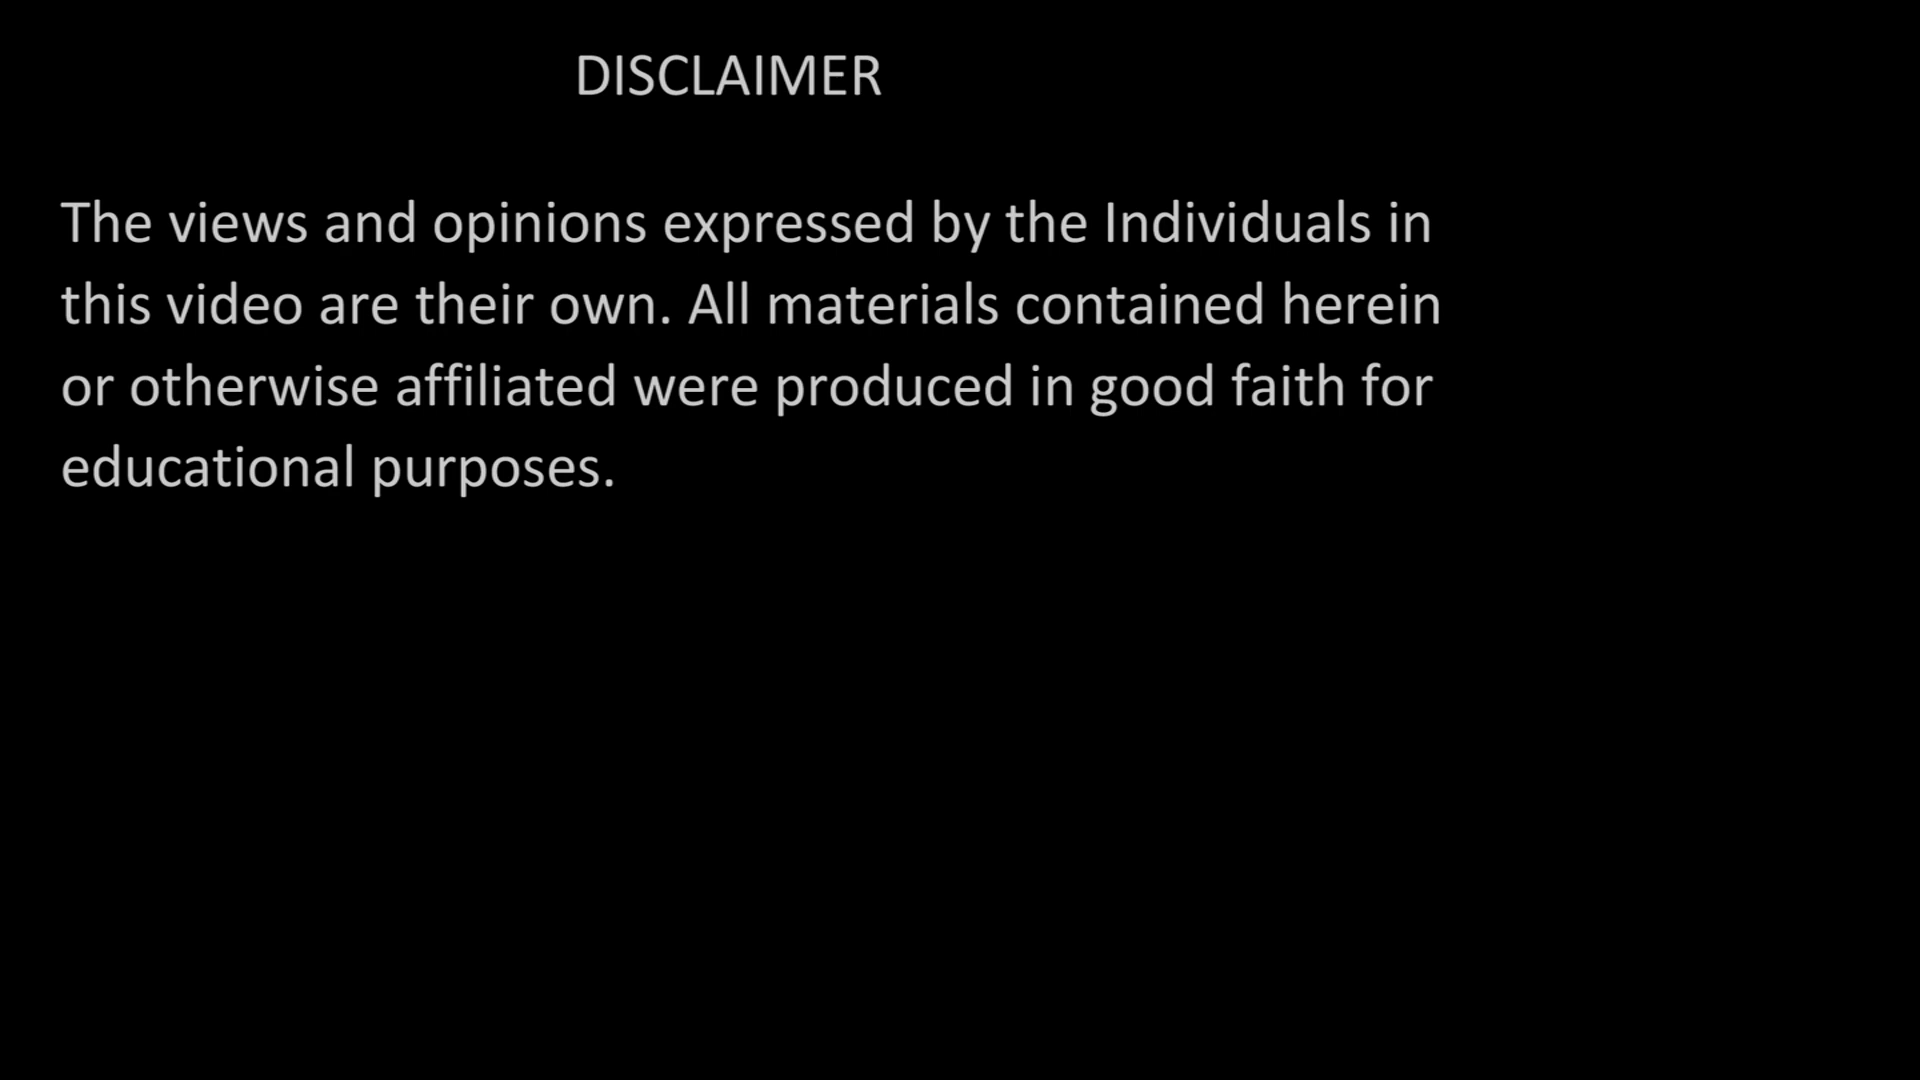 DISCLAIMER
The views and opinions expressed by the Individuals in
this video are their own. All materials contained herein
or otherwise affiliated were produced in good faith for
educational purposes.